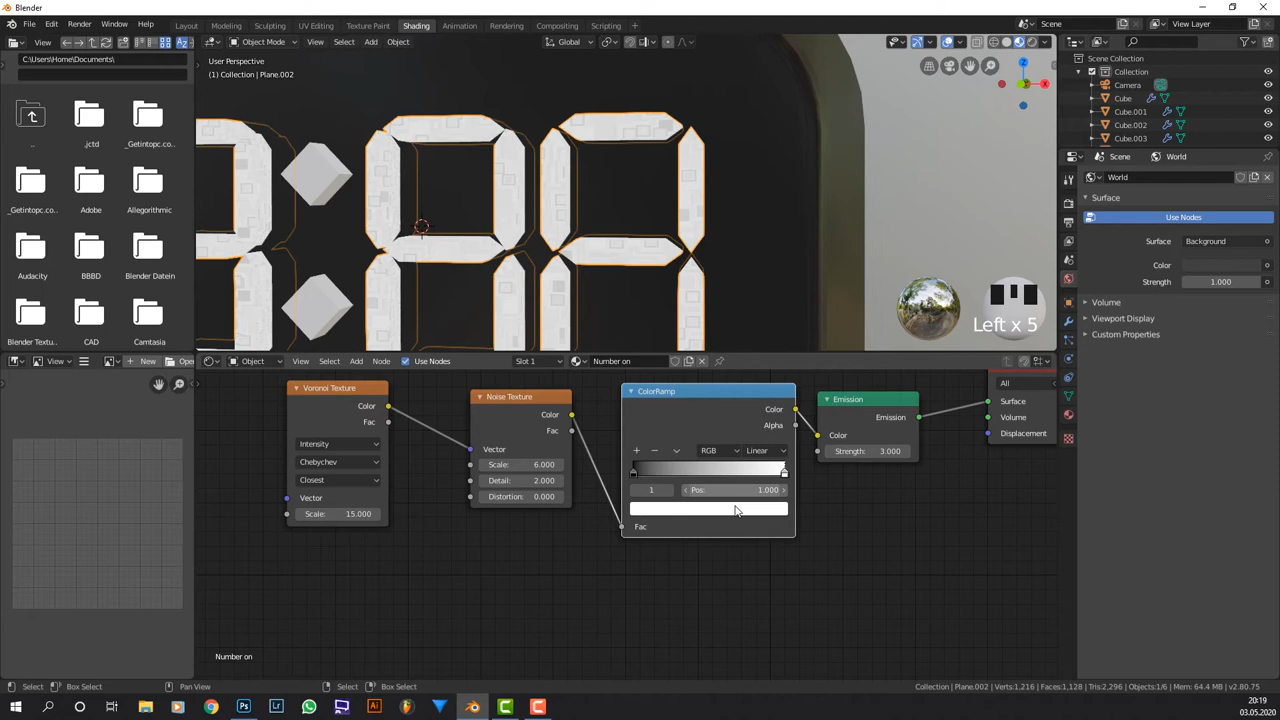 Blender
File Edit Render Window Help Layout Modeling Sculpting UV Editing Texture Paint Shading Animation Rendering Compositing Scripting + Scene View Layer
View Object Mode View Select Add Object Global
C:\Users\Home\Documents\
User Perspective
(1) Collection | Plane.002
Scene Collection
Collection
Camera
Cube
Cube.001
Cube.002
Cube.003
.. .jctd _Getintopc.co...
_Getintopc.co... Adobe Allegorithmic
Audacity BBBD Blender Datein
Blender Textu... CAD Camtasia
Scene World
World
Surface
Use Nodes
Surface: Background
Color:
Strength: 1.000
Volume
Viewport Display
Custom Properties
Left x 5
View New Open Object View Select Add Node Use Nodes Slot 1 Number on
Voronoi Texture
Color
Fac
Intensity
Chebychev
Closest
Vector
Scale: 15.000
Noise Texture
Color
Fac
Vector
Scale: 6.000
Detail: 2.000
Distortion: 0.000
ColorRamp
Color
Alpha
RGB Linear
1 Pos: 1.000
Fac
Emission
Emission
Color
Strength: 3.000
All
Surface
Volume
Displacement
Number on
Select Box Select Pan View Select Box Select Collection | Plane.002 | Verts:1,216 | Faces:1,128 | Tris:2,296 | Objects:1/6 | Mem: 64.4 MB | v2.80.75
20:19
03.05.2020